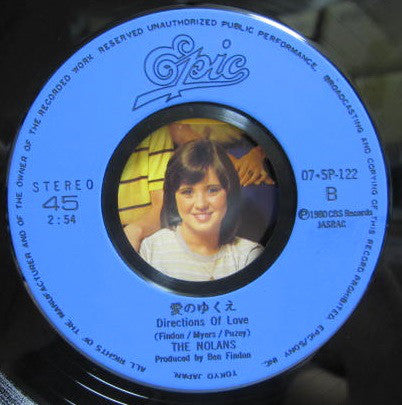 ALL RIGHTS OF THE MANUFACTURER AND OF THE OWNER OF THE RECORDED WORK RESERVED UNAUTHORIZED PUBLIC PERFORMANCE, BROADCASTING AND COPYING OF THIS RECORD PROHIBITED. EPIC/SONY INC. TOKYO JAPAN.
Epic
STEREO
45
2:54
07・5P-122
B
Ⓟ1980 CBS Records
JASRAC
愛のゆくえ
Directions Of Love
(Findon / Myers / Puzey)
THE NOLANS
Produced by Ben Findon